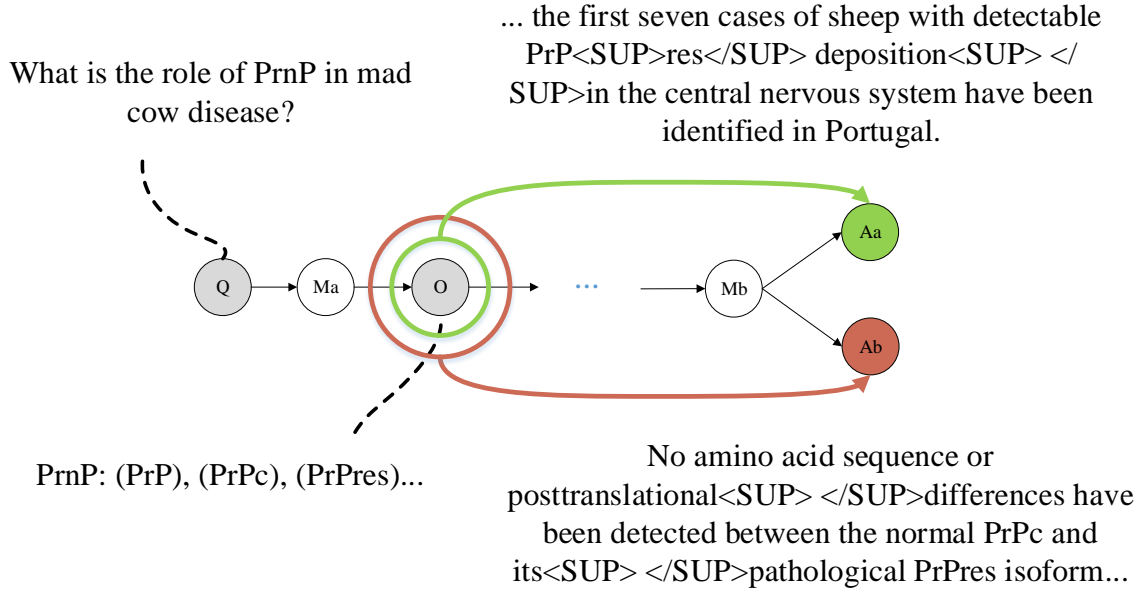 ... the first seven cases of sheep with detectable
PrP<SUP>res</SUP> deposition<SUP> </
SUP>in the central nervous system have been
identified in Portugal.
What is the role of PrnP in mad
cow disease?
Aa
Q
Ma
O
...
Mb
Ab
PrnP: (PrP), (PrPc), (PrPres)...
No amino acid sequence or
posttranslational<SUP> </SUP>differences have
been detected between the normal PrPc and
its<SUP> </SUP>pathological PrPres isoform...